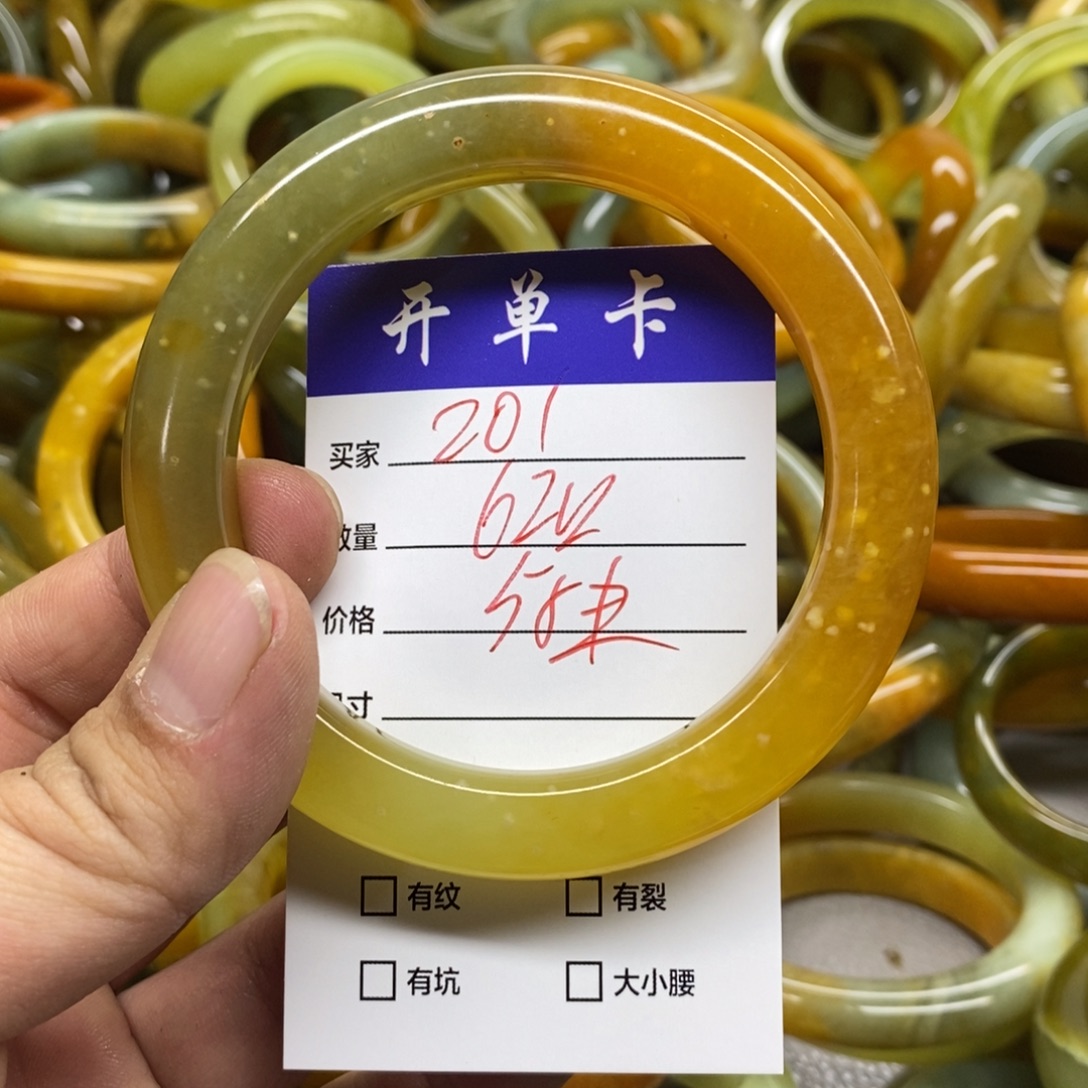 开单卡
买家 201
数量 62
价格 58
尺寸
有纹 有裂
有坑 大小腰